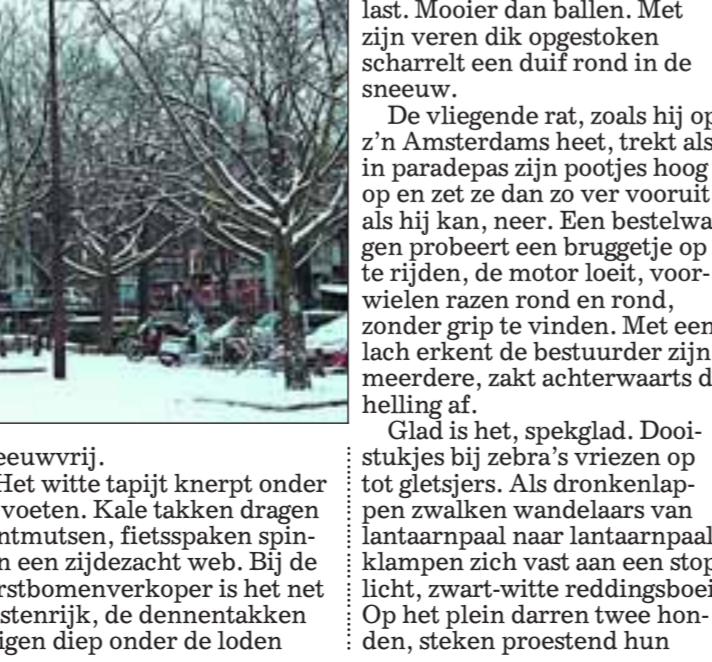 eeuwvrij.
Het witte tapijt knerpt onder
voeten. Kale takken dragen
ntmutsen, fietsspaken spin-
n een zijdezacht web. Bij de
rstbomenverkoper is het net
stenrijk, de dennentakken
igen diep onder de loden
last. Mooier dan ballen. Met
zijn veren dik opgestoken
scharrelt een duif rond in de
sneeuw.
De vliegende rat, zoals hij op
z’n Amsterdams heet, trekt als
in paradepas zijn pootjes hoog
op en zet ze dan zo ver vooruit
als hij kan, neer. Een bestelwa
gen probeert een bruggetje op
te rijden, de motor loeit, voor-
wielen razen rond en rond,
zonder grip te vinden. Met een
lach erkent de bestuurder zijn
meerdere, zakt achterwaarts d
helling af.
Glad is het, spekglad. Dooi-
stukjes bij zebra’s vriezen op
tot gletsjers. Als dronkenlap-
pen zwalken wandelaars van
lantaarnpaal naar lantaarnpaal
klampen zich vast aan een stop
licht, zwart-witte reddingsboei
Op het plein darren twee hon-
den, steken proestend hun